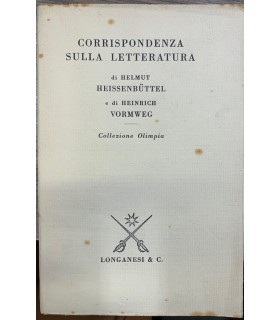 CORRISPONDENZA
SULLA LETTERATURA
di HELMUT
HEISSENBÜTTEL
e di HEINRICH
VORMWEG
Collezione Olimpia
LONGANESI & C.